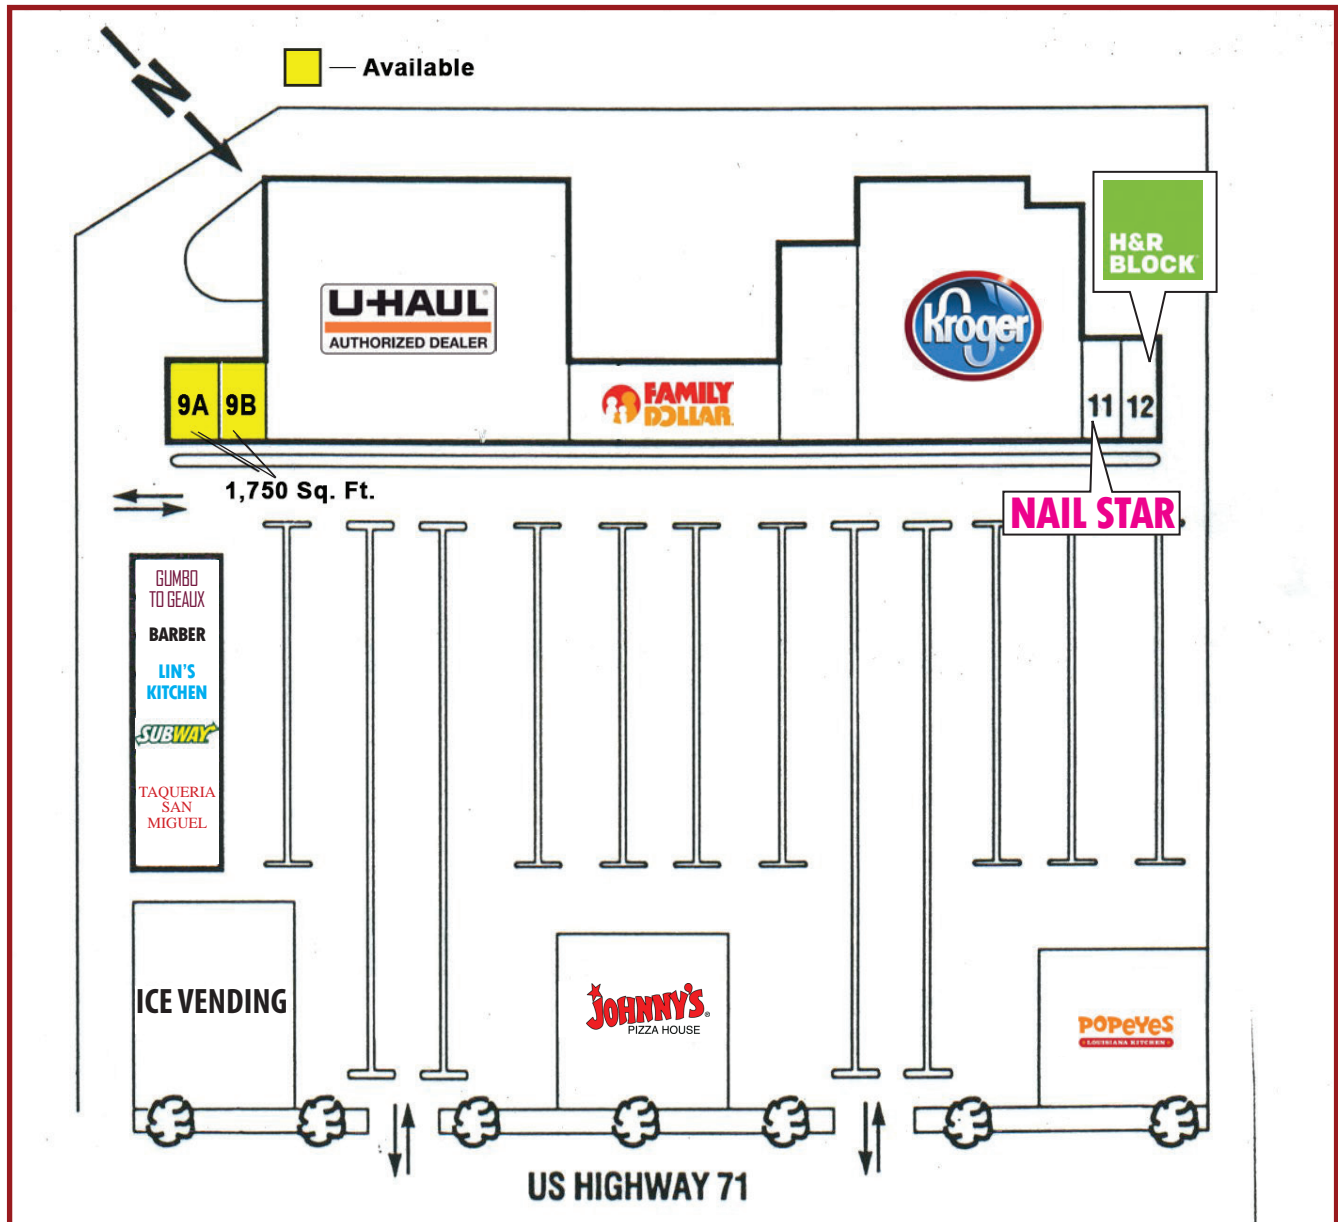 N
Available
H&R
BLOCK
U-HAUL
AUTHORIZED DEALER
Kroger
FAMILY
DOLLAR
9A
9B
11
12
1,750 Sq. Ft.
NAIL STAR
GUMBO
TO GEAUX
BARBER
LIN'S
KITCHEN
SUBWAY
TAQUERIA
SAN
MIGUEL
ICE VENDING
JOHNNY'S
PIZZA HOUSE
POPEYES
LOUISIANA KITCHEN
US HIGHWAY 71